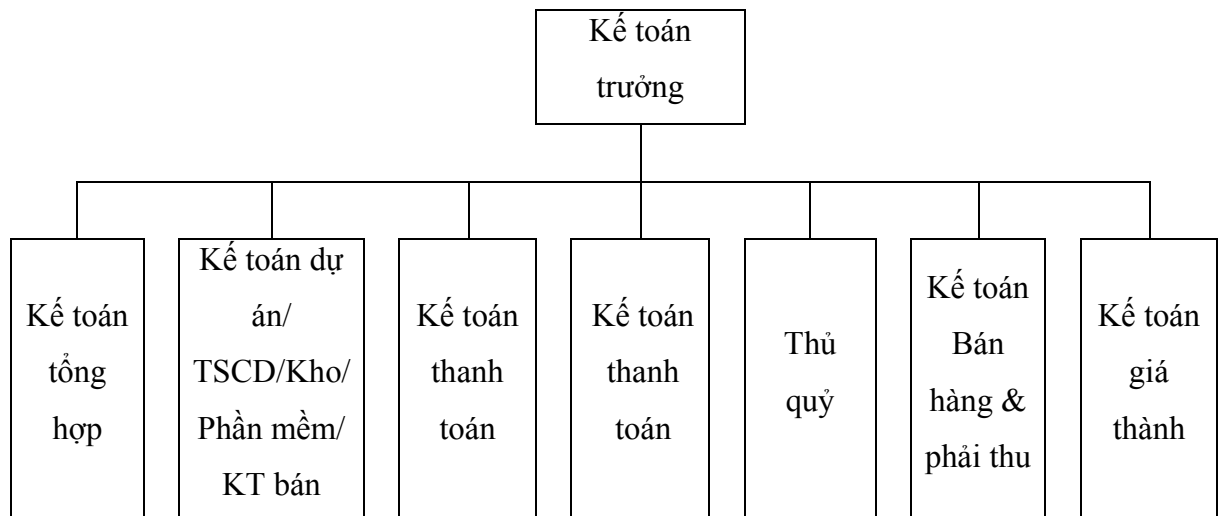 Kế toán
trưởng
Kế toán
tổng
hợp
Kế toán dự
án/
TSCD/Kho/
Phần mềm/
KT bán
Kế toán
thanh
toán
Kế toán
thanh
toán
Thủ
quỷ
Kế toán
Bán
hàng &
phải thu
Kế toán
giá
thành